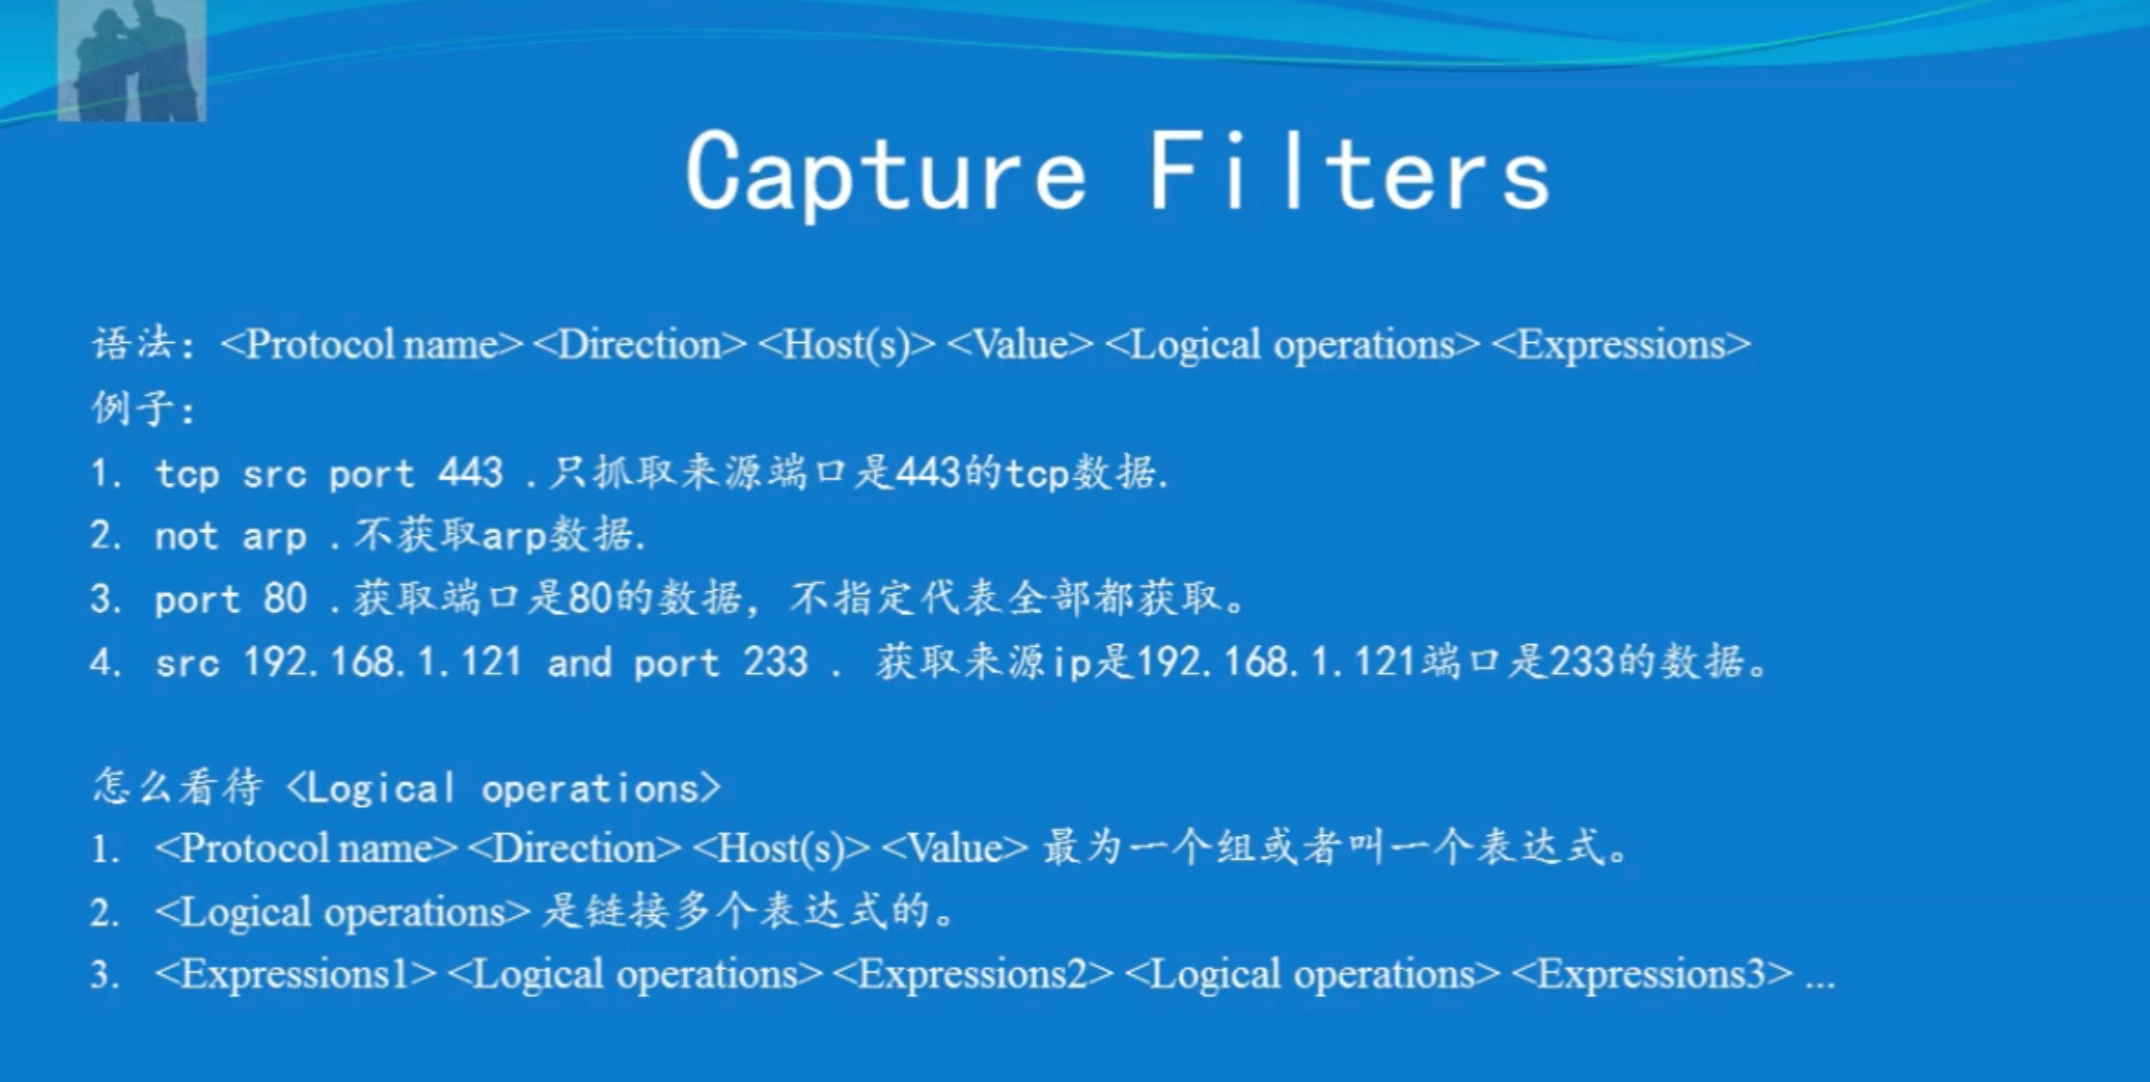 Capture Filters
语法：<Protocol name> <Direction> <Host(s)> <Value> <Logical operations> <Expressions>
例子：
1. tcp src port 443 .只抓取来源端口是443的tcp数据.
2. not arp .不获取arp数据.
3. port 80 .获取端口是80的数据，不指定代表全部都获取。
4. src 192.168.1.121 and port 233 . 获取来源ip是192.168.1.121端口是233的数据。
怎么看待 <Logical operations>
1. <Protocol name> <Direction> <Host(s)> <Value> 最为一个组或者叫一个表达式。
2. <Logical operations> 是链接多个表达式的。
3. <Expressions1> <Logical operations> <Expressions2> <Logical operations> <Expressions3> ...